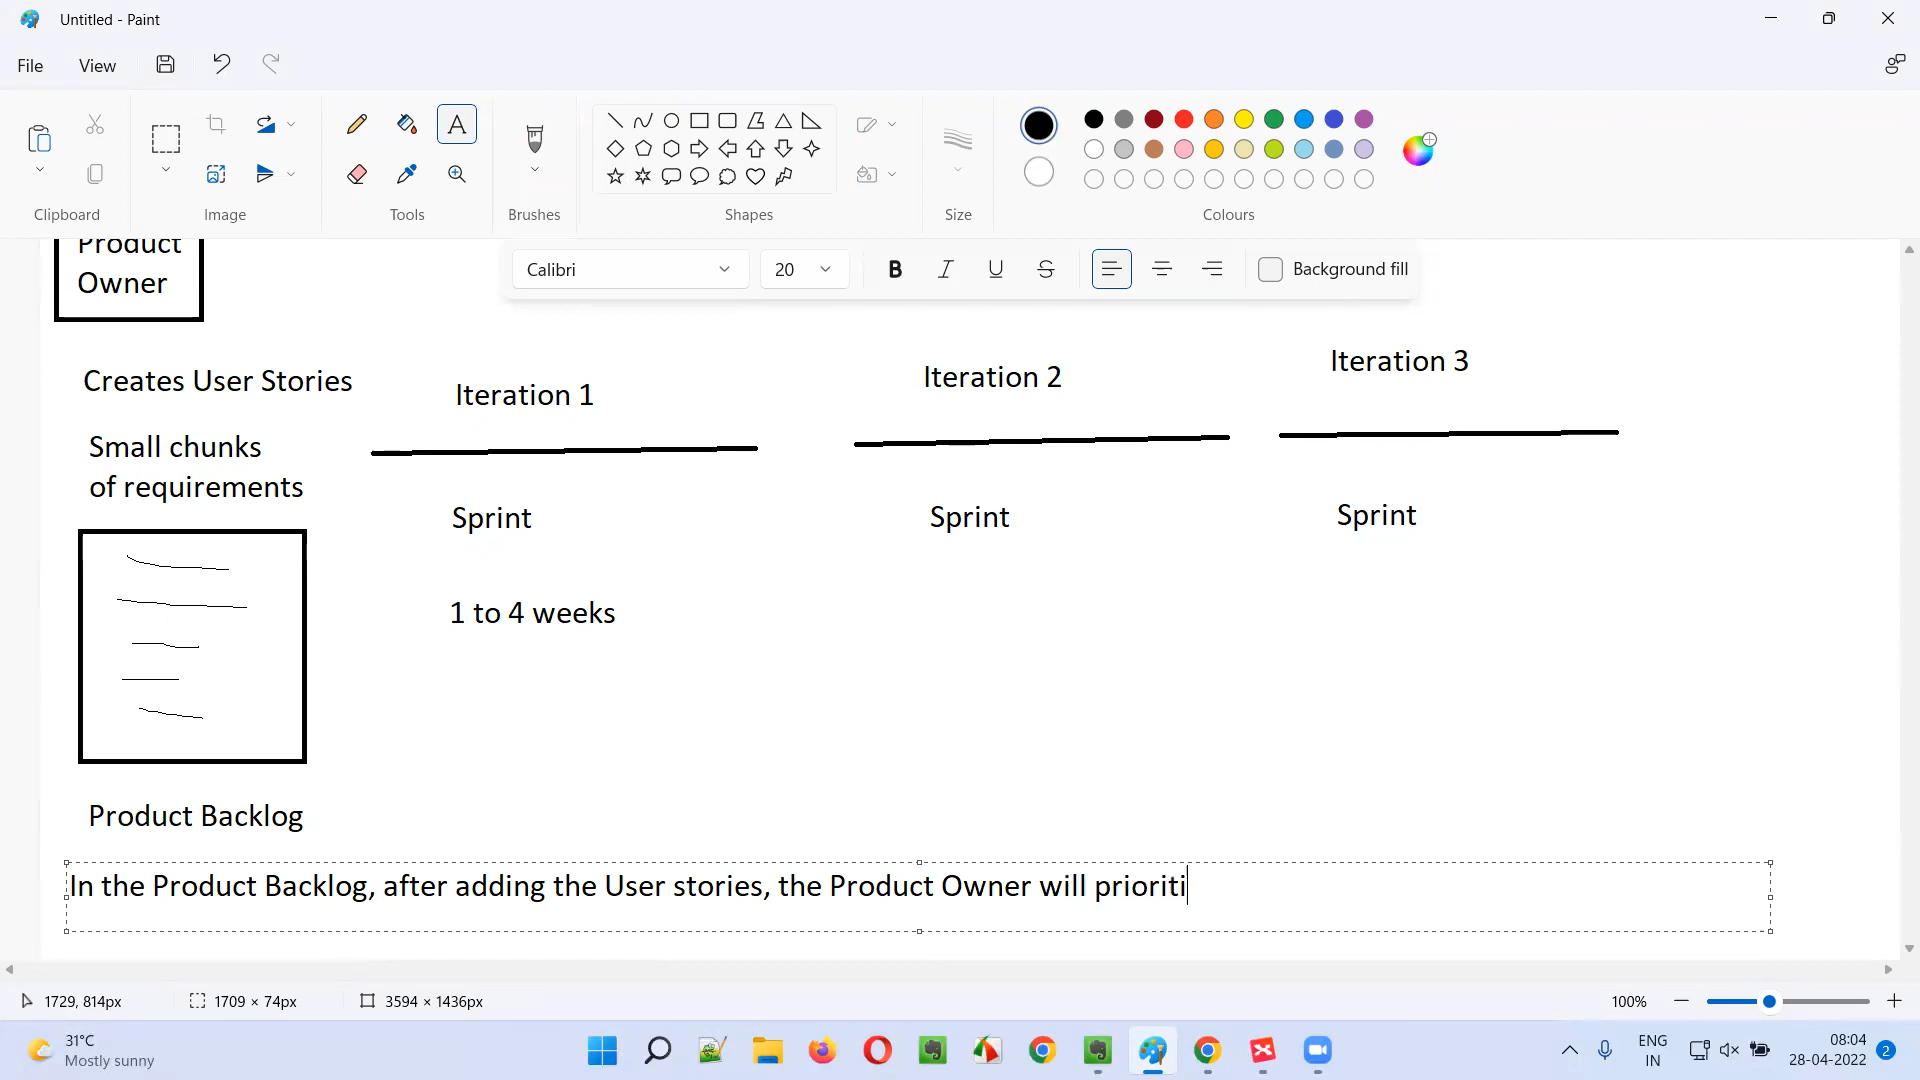 Untitled - Paint
File View
Clipboard
Image
Tools
Brushes
Shapes
Size
Colours
Calibri
20
B I U S
Background fill
Product
Owner
Creates User Stories
Small chunks
of requirements
Product Backlog
Iteration 1
Sprint
1 to 4 weeks
Iteration 2
Sprint
Iteration 3
Sprint
In the Product Backlog, after adding the User stories, the Product Owner will prioriti
1729, 814px
1709 × 74px
3594 × 1436px
100%
31°C
Mostly sunny
ENG
IN
08:04
28-04-2022
2